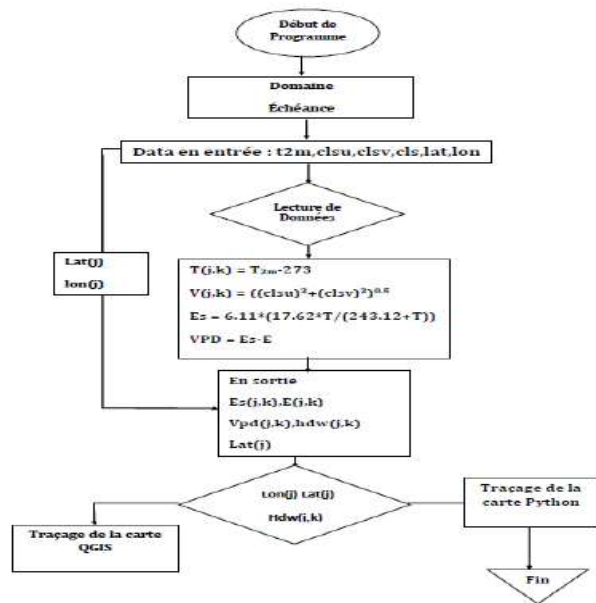 Début de
Programme
Domaine
Échéance
Data en entrée : t2m,clsu,clsv,cls,lat,lon
Lecture de
Données
Lat(j)
lon(j)
T(j,k) = T2m-273
V(j,k) = ((clsu)²+(clsv)²)^0.5
Es = 6.11*(17.62*T/(243.12+T))
VPD = Es-E
En sortie
Es(j,k),E(j,k)
Vpd(j,k),hdw(j,k)
Lat(j)
Lon(j) Lat(j)
Hdw(j,k)
Traçage de la carte
QGIS
Traçage de la
carte Python
Fin